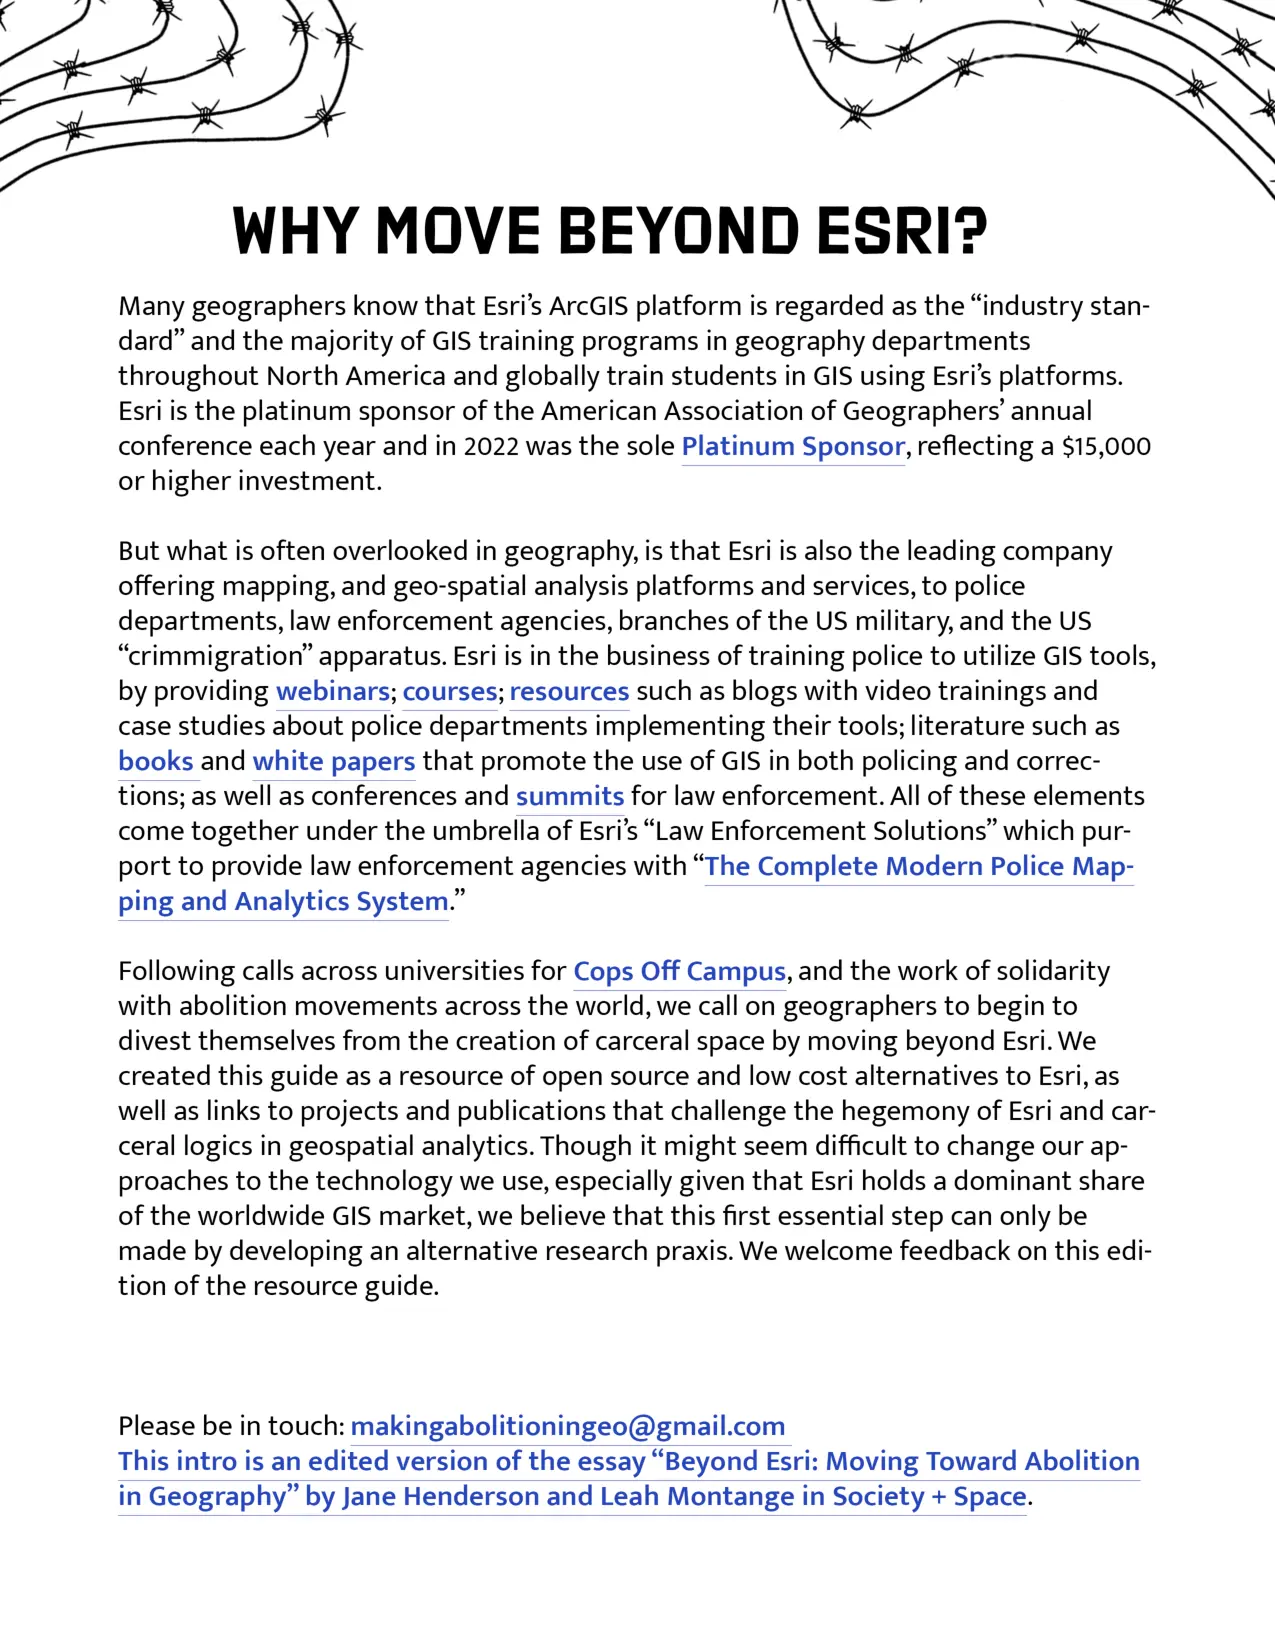 WHY MOVE BEYOND ESRI?
Many geographers know that Esri’s ArcGIS platform is regarded as the “industry stan-
dard” and the majority of GIS training programs in geography departments
throughout North America and globally train students in GIS using Esri’s platforms.
Esri is the platinum sponsor of the American Association of Geographers’ annual
conference each year and in 2022 was the sole Platinum Sponsor, reflecting a $15,000
or higher investment.
But what is often overlooked in geography, is that Esri is also the leading company
offering mapping, and geo-spatial analysis platforms and services, to police
departments, law enforcement agencies, branches of the US military, and the US
“crimmigration” apparatus. Esri is in the business of training police to utilize GIS tools,
by providing webinars; courses; resources such as blogs with video trainings and
case studies about police departments implementing their tools; literature such as
books and white papers that promote the use of GIS in both policing and correc-
tions; as well as conferences and summits for law enforcement. All of these elements
come together under the umbrella of Esri’s “Law Enforcement Solutions” which pur-
port to provide law enforcement agencies with “The Complete Modern Police Map-
ping and Analytics System.”
Following calls across universities for Cops Off Campus, and the work of solidarity
with abolition movements across the world, we call on geographers to begin to
divest themselves from the creation of carceral space by moving beyond Esri. We
created this guide as a resource of open source and low cost alternatives to Esri, as
well as links to projects and publications that challenge the hegemony of Esri and car-
ceral logics in geospatial analytics. Though it might seem difficult to change our ap-
proaches to the technology we use, especially given that Esri holds a dominant share
of the worldwide GIS market, we believe that this first essential step can only be
made by developing an alternative research praxis. We welcome feedback on this edi-
tion of the resource guide.
Please be in touch: makingabolitioningeo@gmail.com
This intro is an edited version of the essay “Beyond Esri: Moving Toward Abolition
in Geography” by Jane Henderson and Leah Montange in Society + Space.